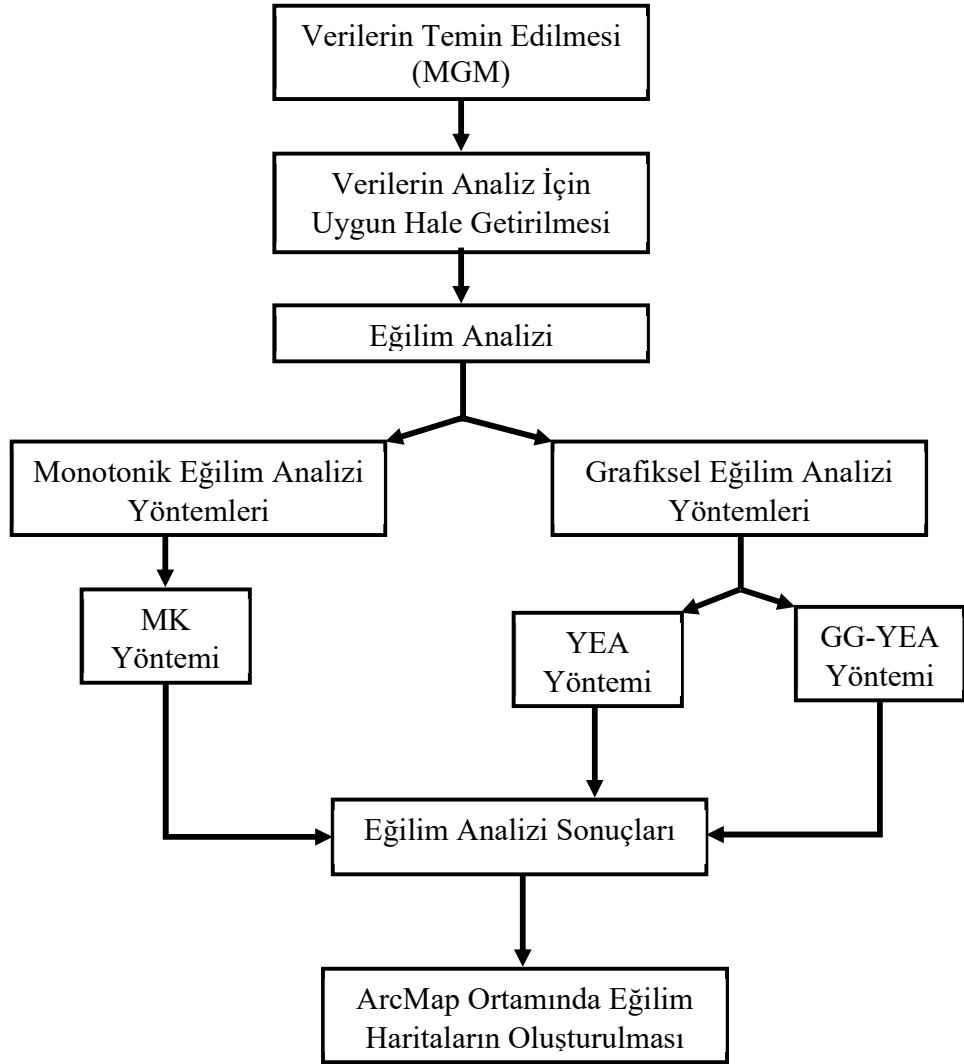 Verilerin Temin Edilmesi
(MGM)
Verilerin Analiz İçin
Uygun Hale Getirilmesi
Eğilim Analizi
Monotonik Eğilim Analizi
Yöntemleri
Grafiksel Eğilim Analizi
Yöntemleri
MK
Yöntemi
YEA
Yöntemi
GG-YEA
Yöntemi
Eğilim Analizi Sonuçları
ArcMap Ortamında Eğilim
Haritaların Oluşturulması